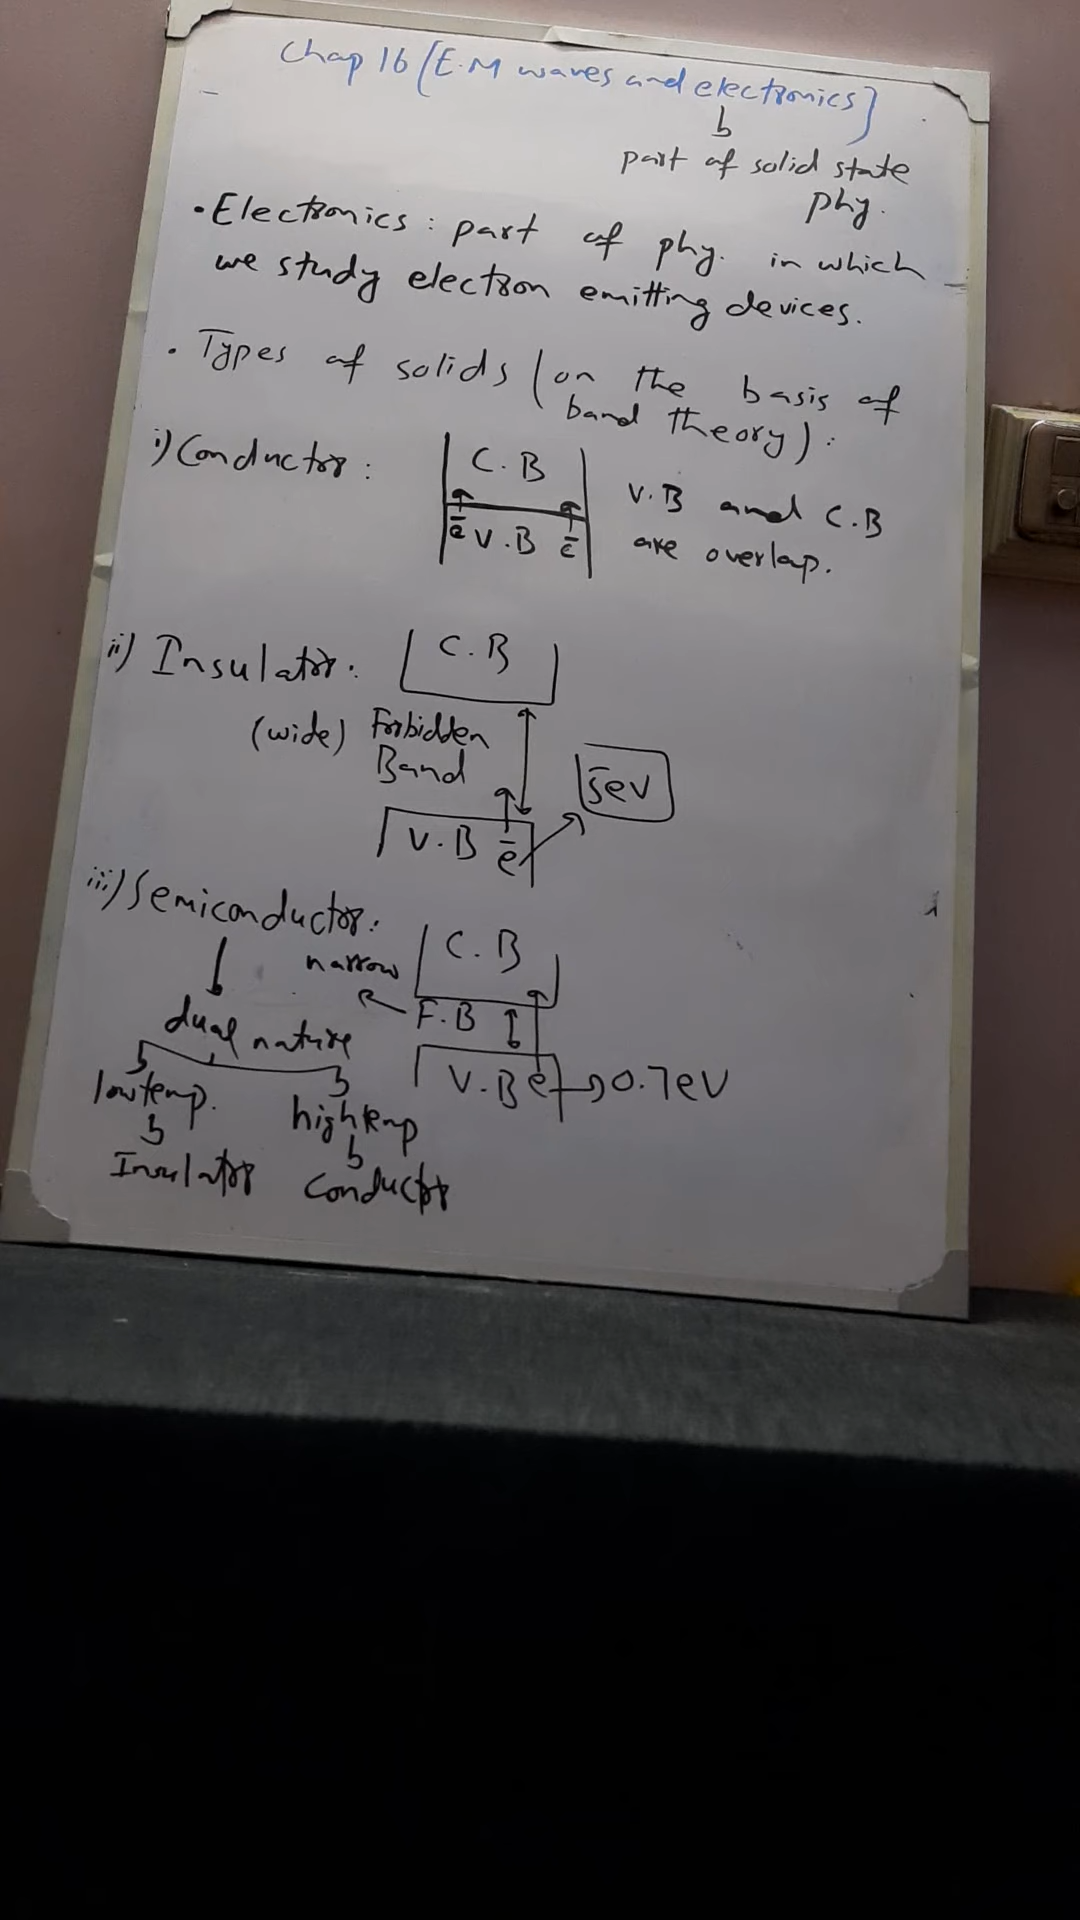 Chap 16 (E.M waves and electronics)
part of solid state
phy.
• Electronics : part of phy. in which
we study electron emitting devices.
• Types of solids (on the basis of
band theory) :
i) Conductor :
C.B
e V.B e
V.B and C.B
are overlap.
ii) Insulator :
C.B
(wide) Forbidden
Band
5eV
V.B e
iii) Semiconductor :
C.B
narrow
F.B
V.B e → 0.7eV
dual nature
low temp.
high temp
Insulator
Conductor